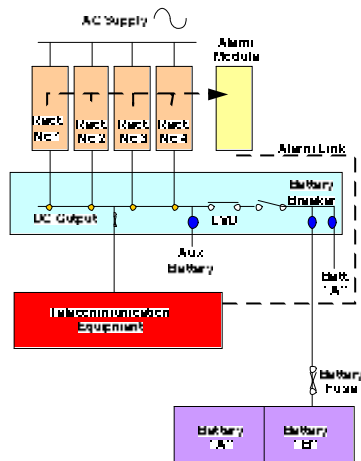 AC Supply
Alarm
Module
Rect.
No 1
Rect.
No 2
Rect.
No 3
Rect.
No 4
Alarm Link
Battery
Breaker
DC Output
LVD
Aux
Battery
Batt.
"A"
Telecommunication
Equipment
Battery
Fuse
Battery
"A"
Battery
"B"